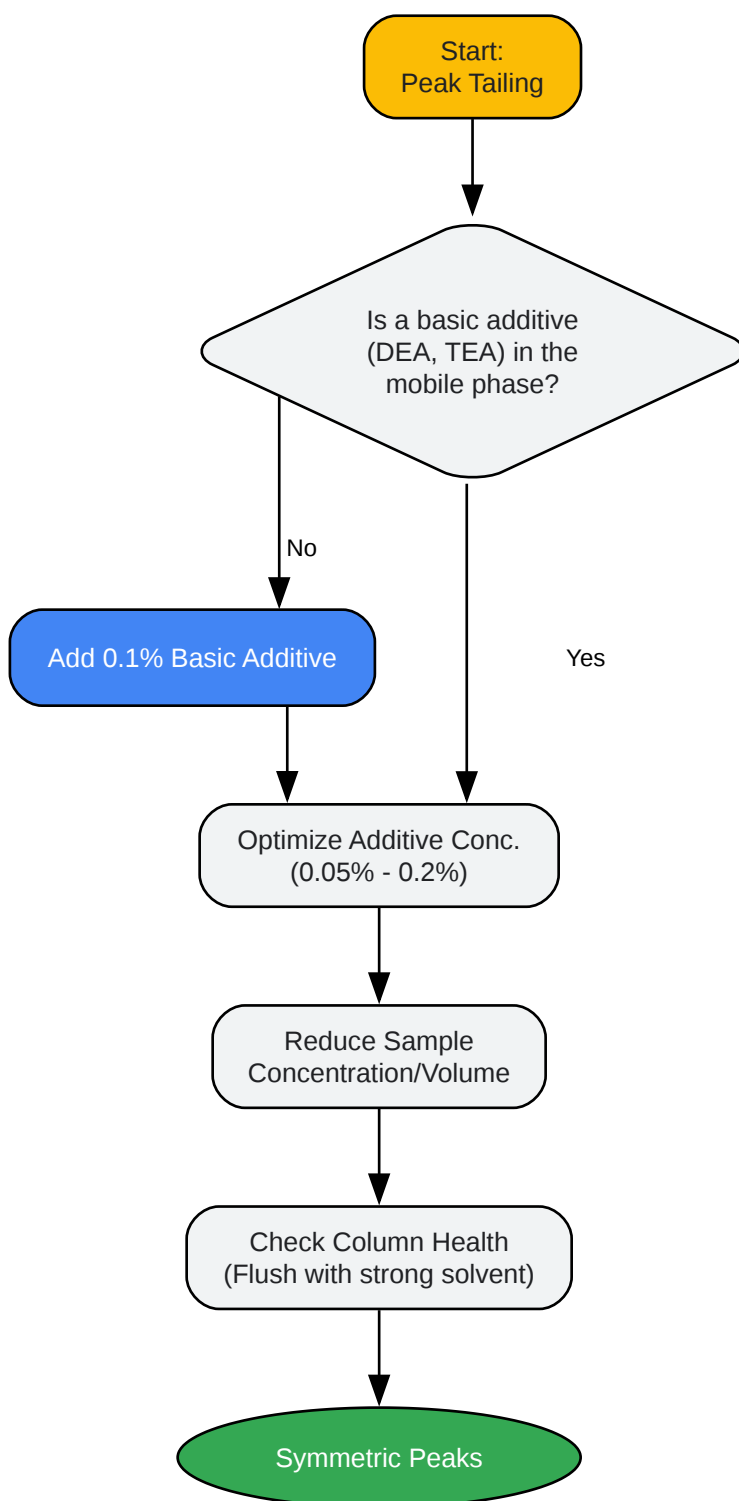 Start:
Peak Tailing
Is a basic additive
(DEA, TEA) in the
mobile phase?
No
Add 0.1% Basic Additive
Yes
Optimize Additive Conc.
(0.05% - 0.2%)
Reduce Sample
Concentration/Volume
Check Column Health
(Flush with strong solvent)
Symmetric Peaks